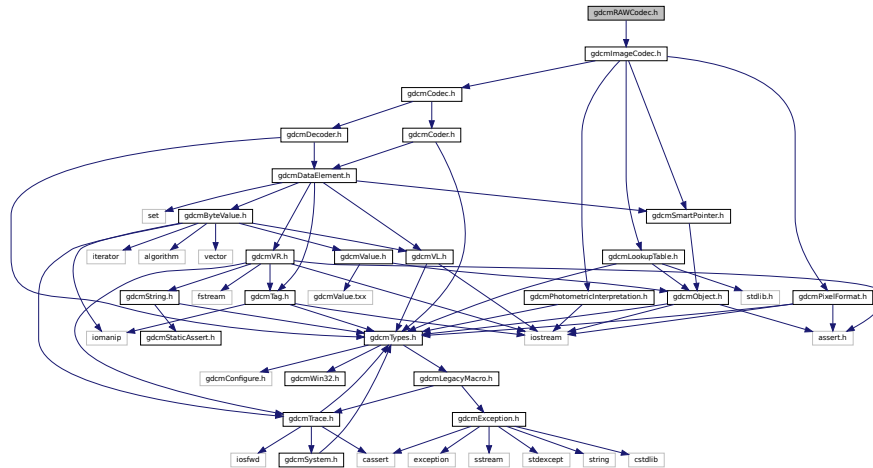 gdcmRAWCodec.h
gdcmImageCodec.h
gdcmCodec.h
gdcmDecoder.h
gdcmCoder.h
gdcmDataElement.h
set
gdcmByteValue.h
gdcmSmartPointer.h
iterator
algorithm
vector
gdcmVR.h
gdcmValue.h
gdcmVL.h
gdcmLookupTable.h
gdcmString.h
fstream
gdcmTag.h
gdcmValue.txx
gdcmPhotometricInterpretation.h
gdcmObject.h
stdlib.h
gdcmPixelFormat.h
iomanip
gdcmStaticAssert.h
gdcmTypes.h
iostream
assert.h
gdcmConfigure.h
gdcmWin32.h
gdcmLegacyMacro.h
gdcmTrace.h
gdcmException.h
iosfwd
gdcmSystem.h
cassert
exception
sstream
stdexcept
string
cstdlib